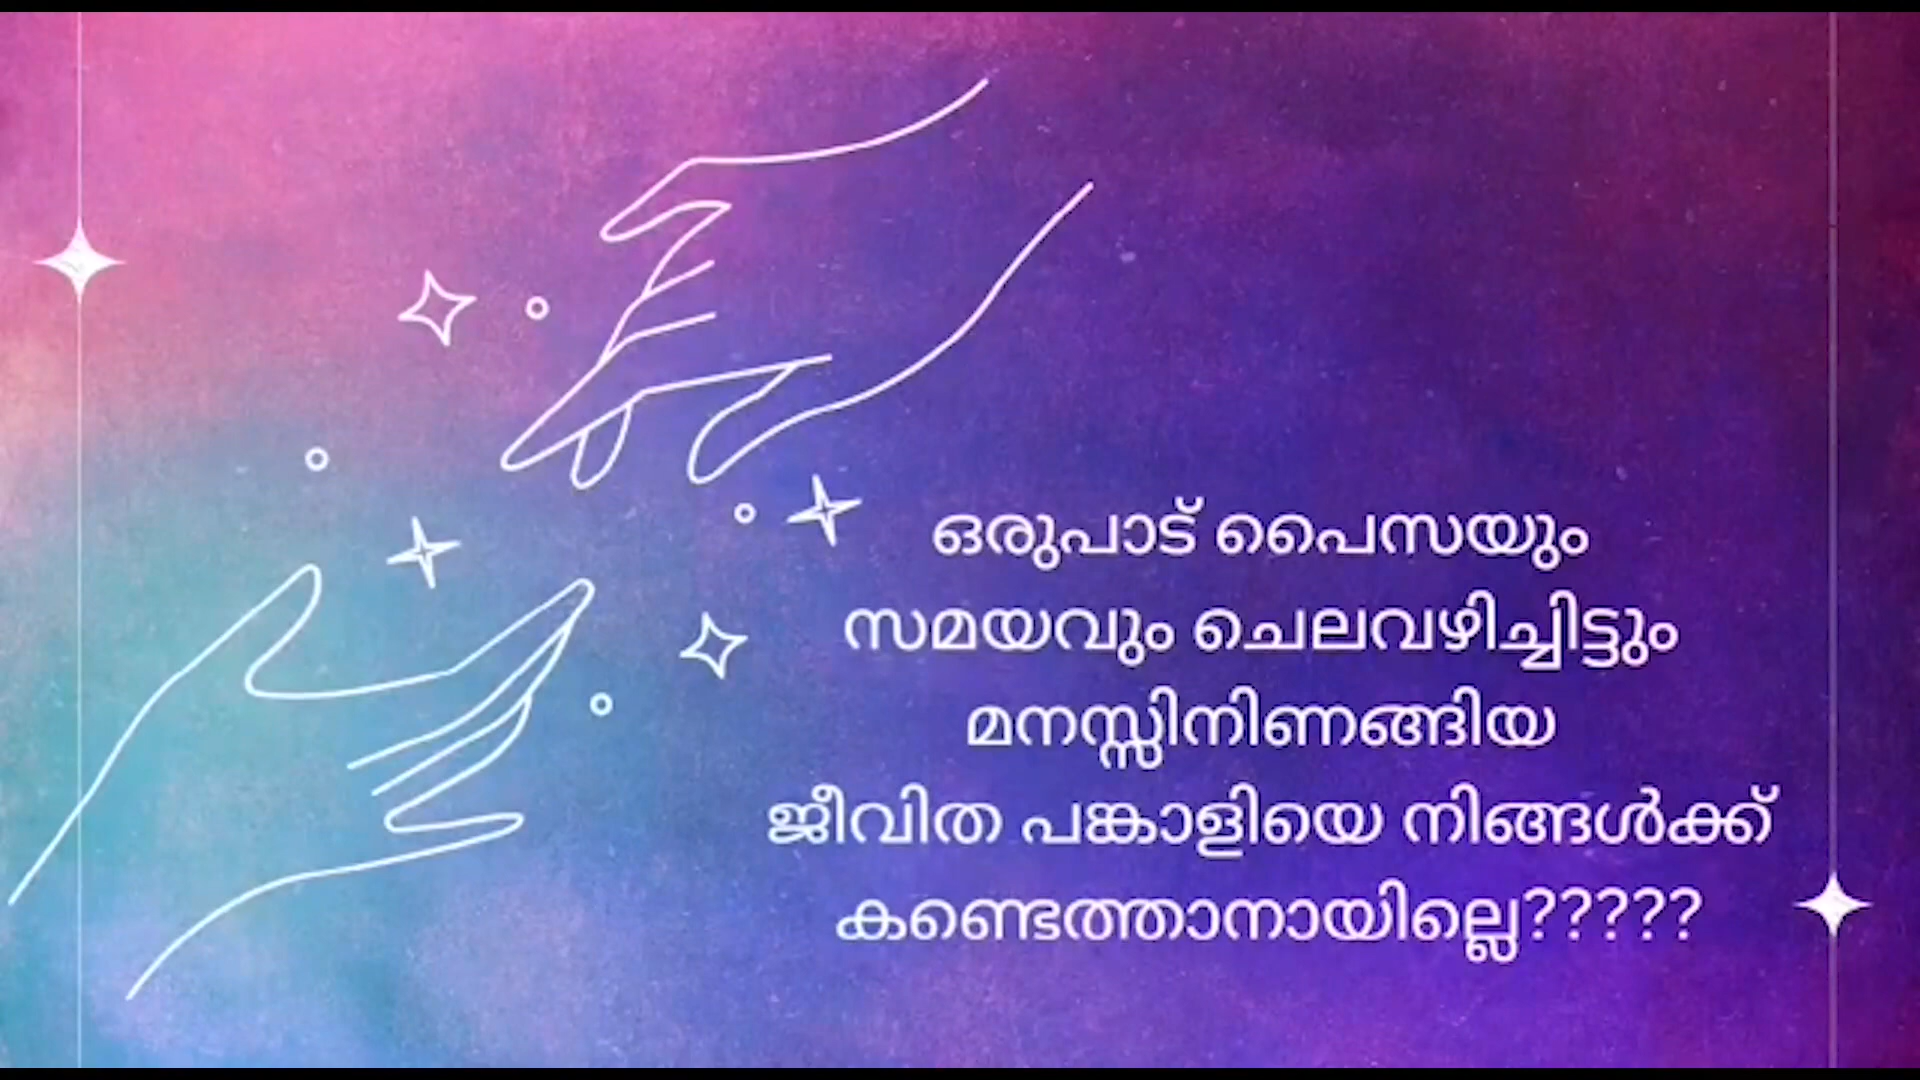 ഒരുപാട് പൈസയും
സമയവും ചെലവഴിച്ചിട്ടും
മനസ്സിനിണങ്ങിയ
ജീവിത പങ്കാളിയെ നിങ്ങൾക്ക്
കണ്ടെത്താനായില്ലെ?????